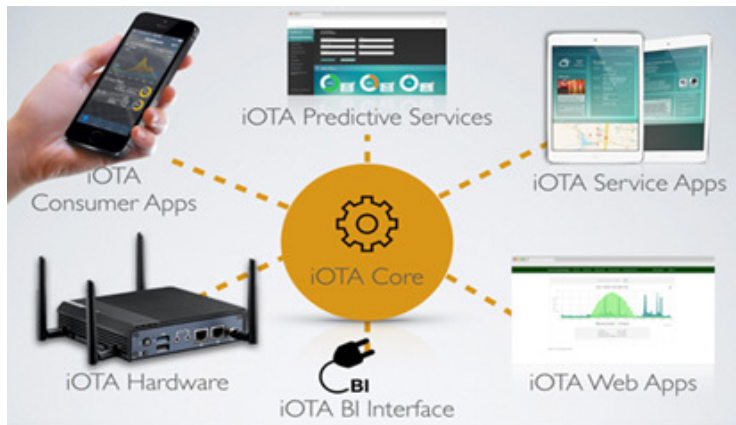 iOTA Predictive Services
iOTA
Consumer Apps
iOTA Service Apps
iOTA Core
iOTA Hardware
BI
iOTA BI Interface
iOTA Web Apps